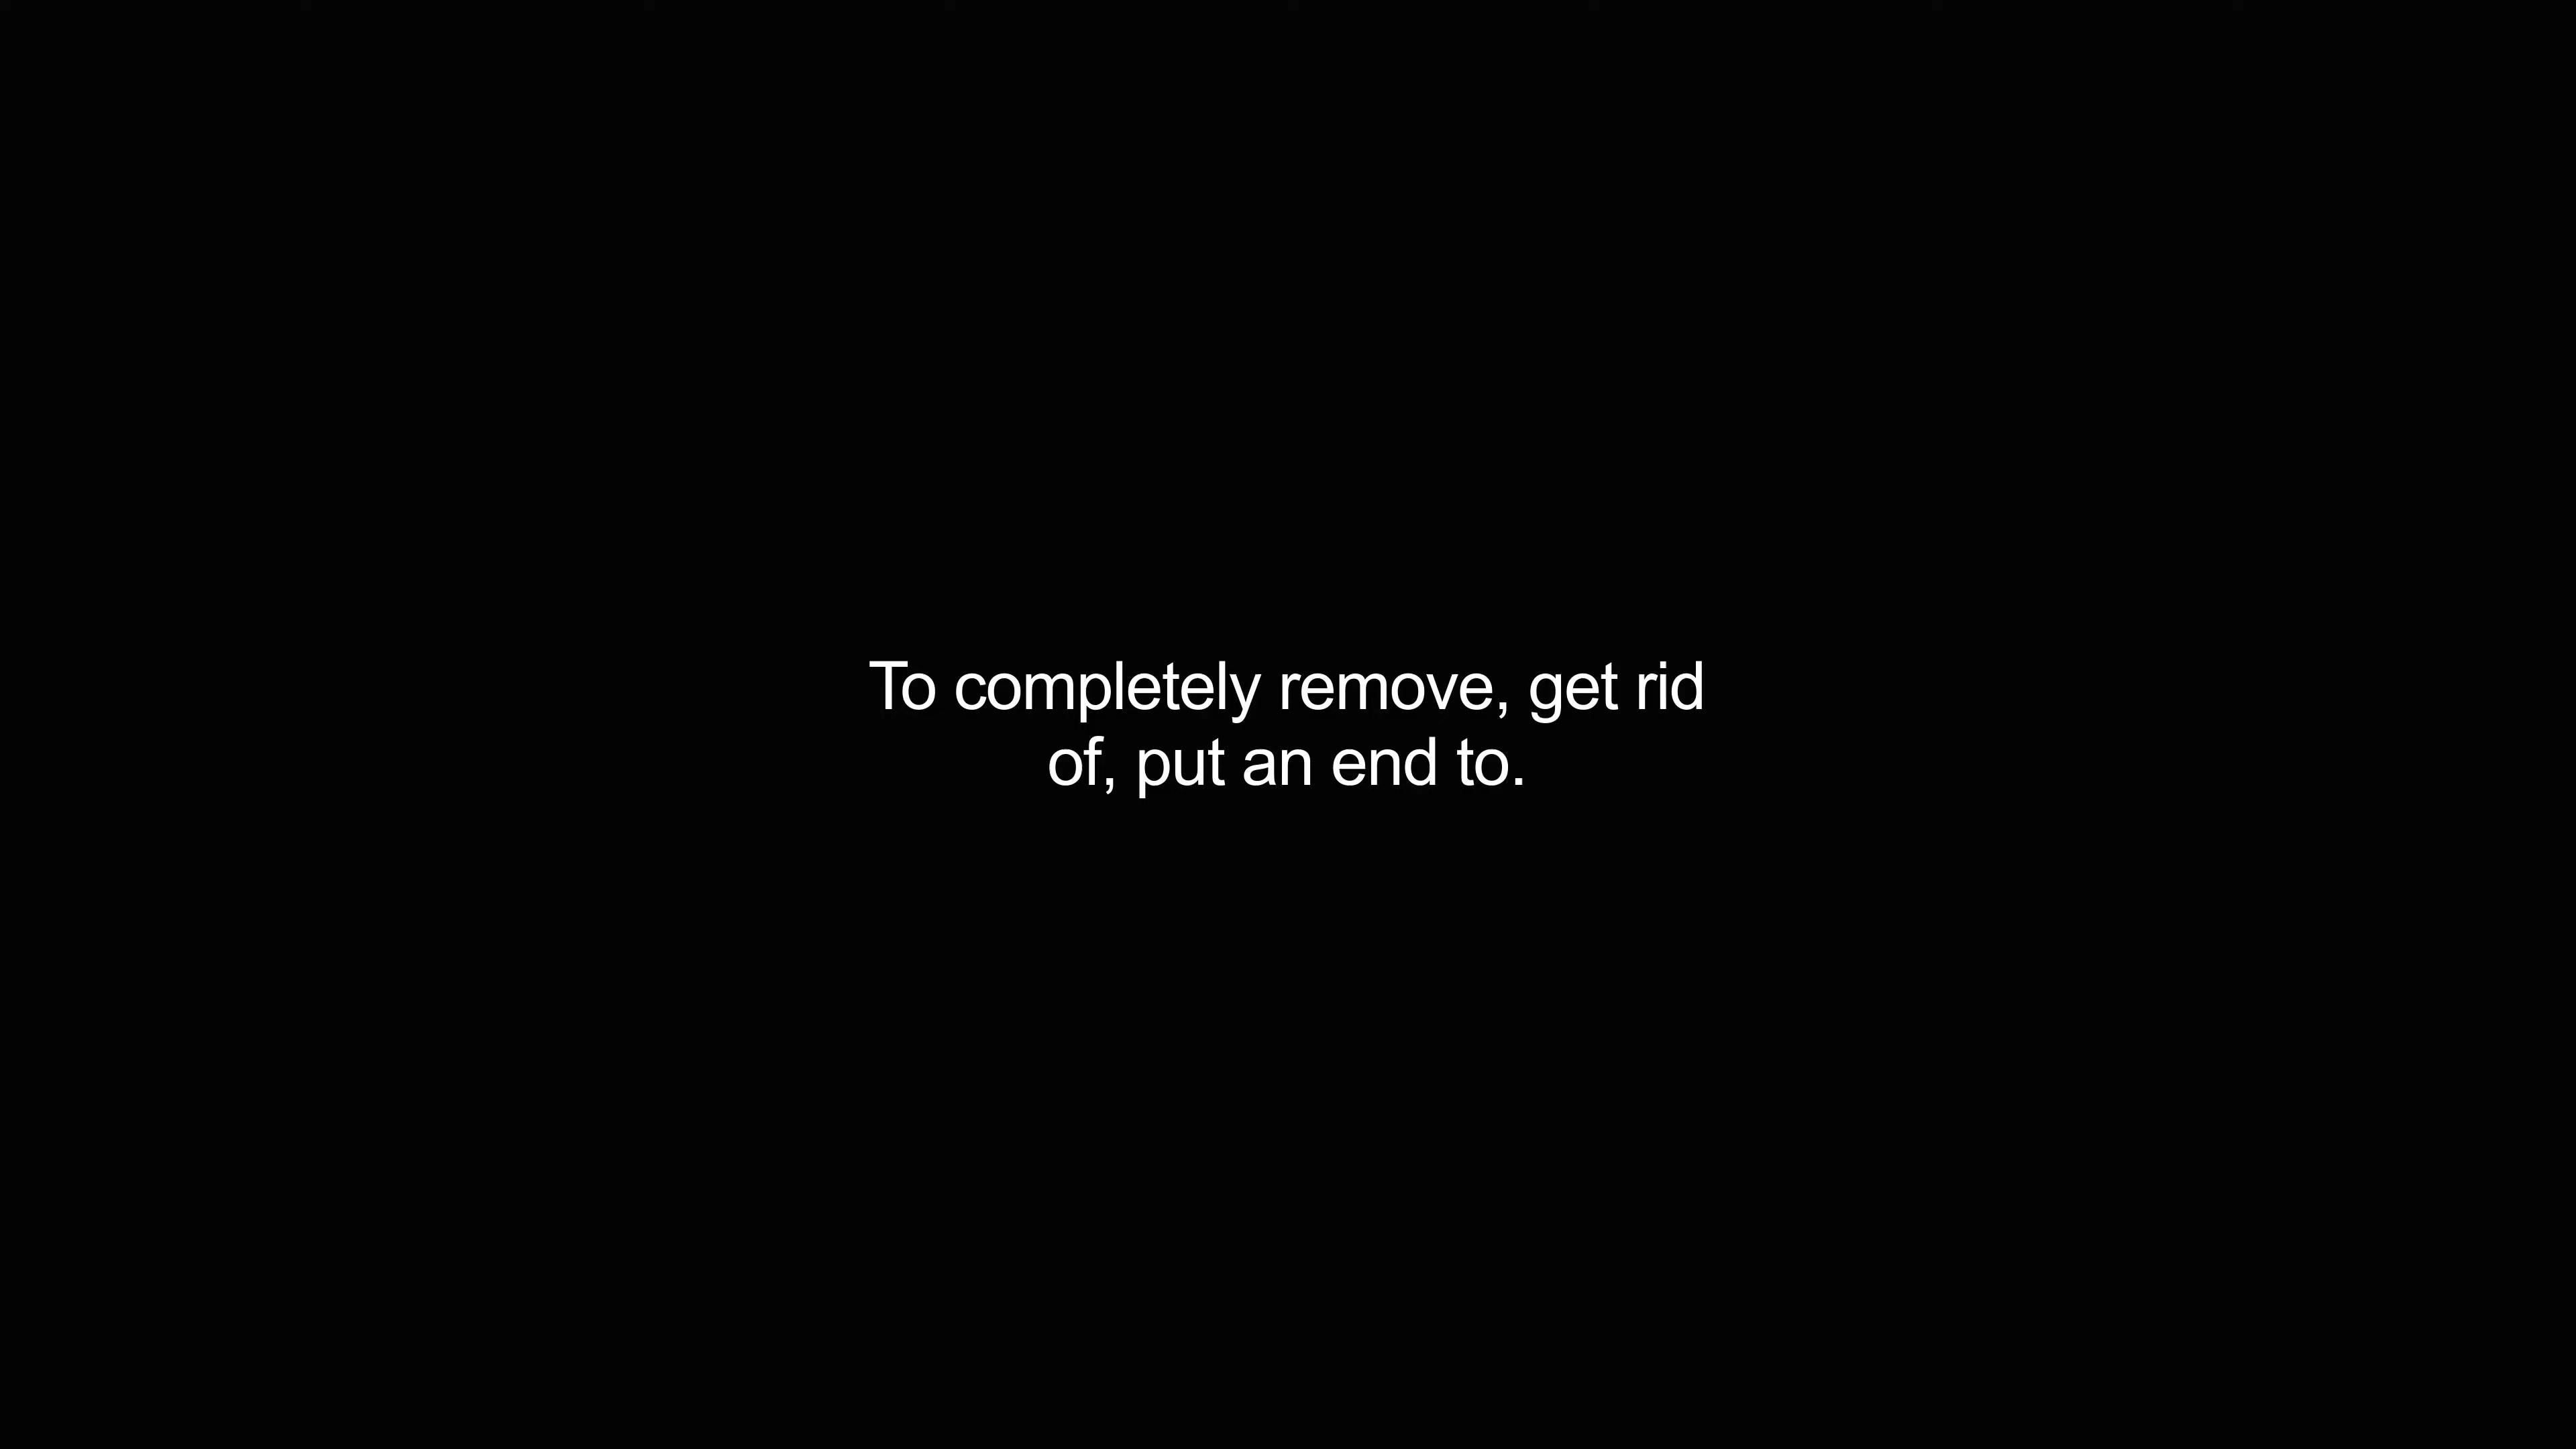 To completely remove, get rid
of, put an end to.